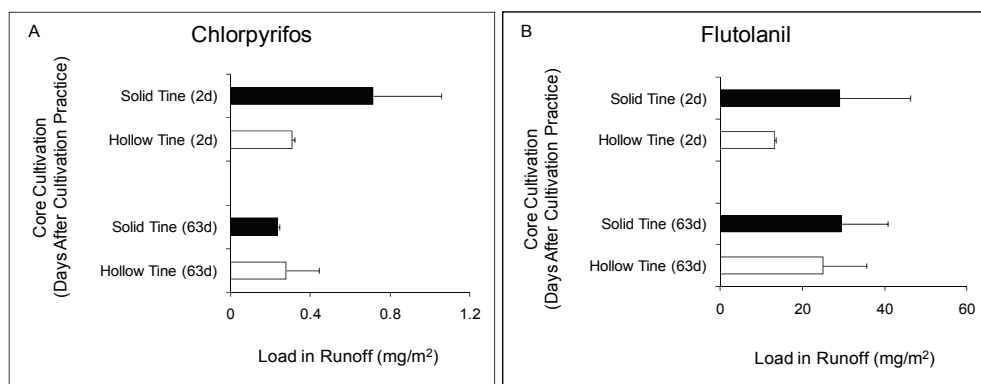 A
Chlorpyrifos
Core Cultivation
(Days After Cultivation Practice)
Solid Tine (2d)
Hollow Tine (2d)
Solid Tine (63d)
Hollow Tine (63d)
0
0.4
0.8
1.2
Load in Runoff (mg/m²)
B
Flutolanil
Core Cultivation
(Days After Cultivation Practice)
Solid Tine (2d)
Hollow Tine (2d)
Solid Tine (63d)
Hollow Tine (63d)
0
20
40
60
Load in Runoff (mg/m²)